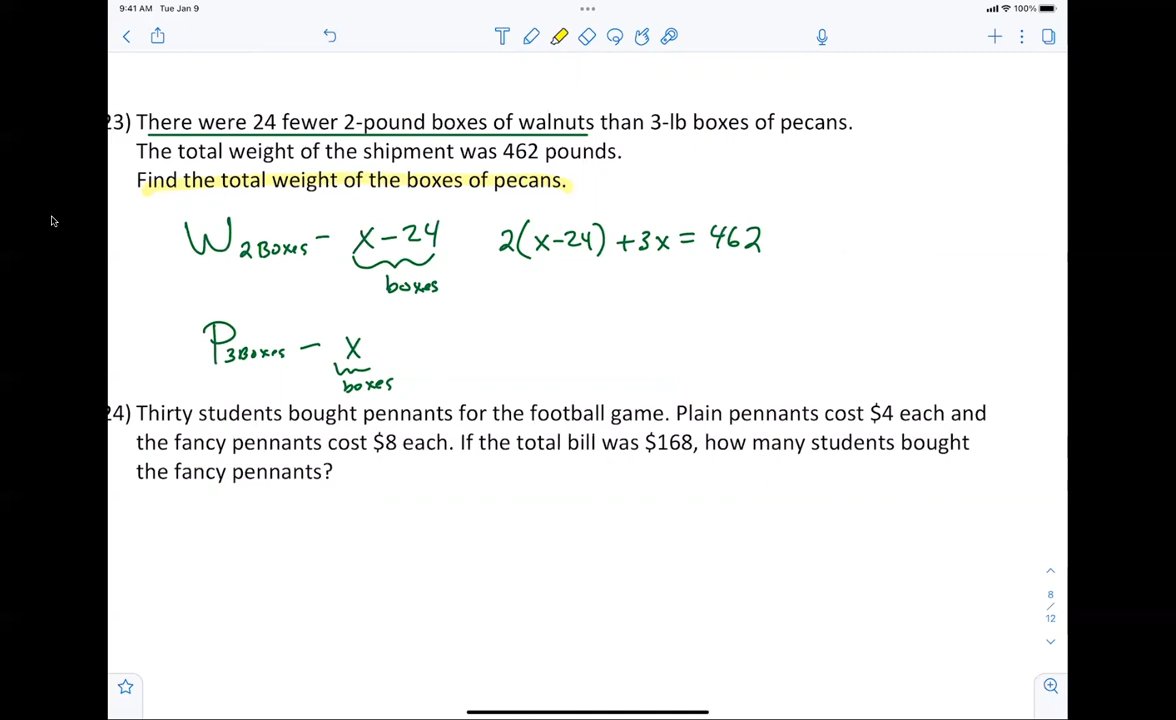 9:41 AM Tue Jan 9
100%
23) There were 24 fewer 2-pound boxes of walnuts than 3-lb boxes of pecans.
The total weight of the shipment was 462 pounds.
Find the total weight of the boxes of pecans.
W 2 Boxes - x-24 2(x-24) +3x = 462
boxes
P 3 Boxes - x
boxes
24) Thirty students bought pennants for the football game. Plain pennants cost $4 each and
the fancy pennants cost $8 each. If the total bill was $168, how many students bought
the fancy pennants?
8
/
12